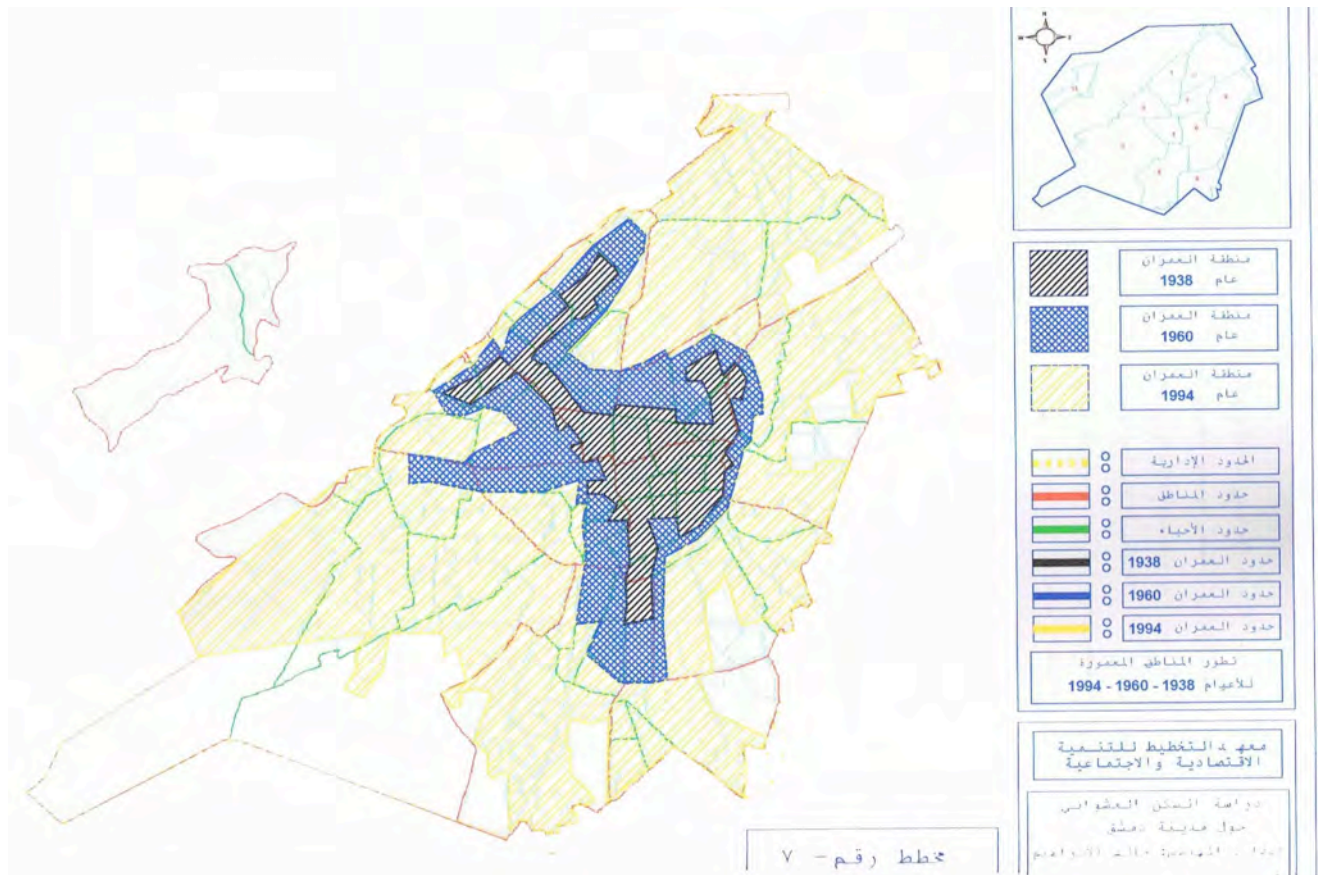 منطقة العمران
عام 1938
منطقة العمران
عام 1960
منطقة العمران
عام 1994
الحدود الإدارية
حدود المناطق
حدود الأحياء
حدود العمران 1938
حدود العمران 1960
حدود العمران 1994
تطور المناطق المعمورة
للأعوام 1938 - 1960 - 1994
معهد التخطيط للتنمية
الاقتصادية والاجتماعية
دراسة السكن العشوائي
حول مدينة دمشق
مخطط رقم - ٧